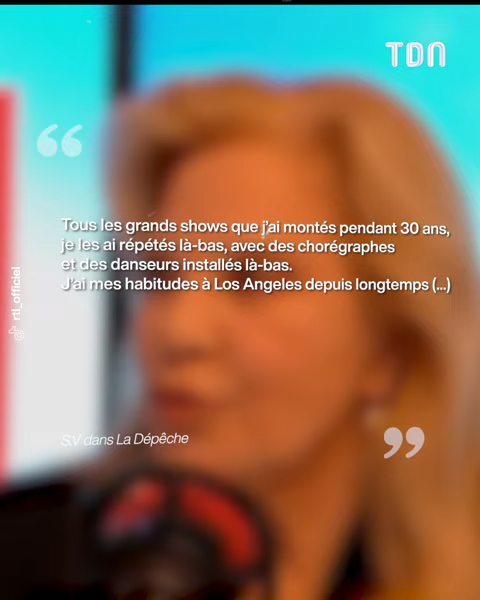 TDN
“
Tous les grands shows que j'ai montés pendant 30 ans,
je les ai répétés là-bas, avec des chorégraphes
et des danseurs installés là-bas.
J'ai mes habitudes à Los Angeles depuis longtemps (...)
rtl_officiel
S.V dans La Dépêche
”